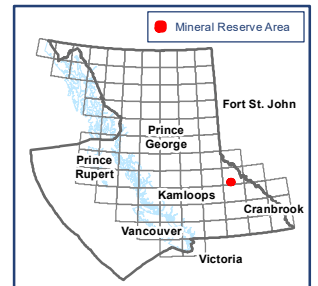 Mineral Reserve Area
Fort St. John
Prince
George
Prince
Rupert
Kamloops
Cranbrook
Vancouver
Victoria